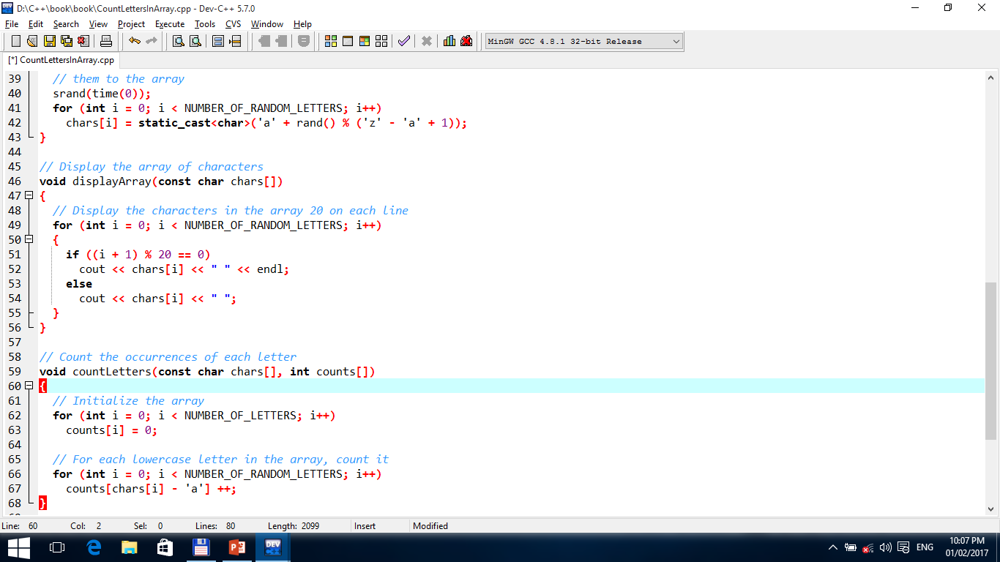 D:\C++\book\book\CountLettersInArray.cpp - Dev-C++ 5.7.0
File Edit Search View Project Execute Tools CVS Window Help
MinGW GCC 4.8.1 32-bit Release
[*] CountLettersInArray.cpp
39 // them to the array
40 srand(time(0));
41 for (int i = 0; i < NUMBER_OF_RANDOM_LETTERS; i++)
42 chars[i] = static_cast<char>('a' + rand() % ('z' - 'a' + 1));
43 }
44
45 // Display the array of characters
46 void displayArray(const char chars[])
47 {
48 // Display the characters in the array 20 on each line
49 for (int i = 0; i < NUMBER_OF_RANDOM_LETTERS; i++)
50 {
51 if ((i + 1) % 20 == 0)
52 cout << chars[i] << " " << endl;
53 else
54 cout << chars[i] << " ";
55 }
56 }
57
58 // Count the occurrences of each letter
59 void countLetters(const char chars[], int counts[])
60 {
61 // Initialize the array
62 for (int i = 0; i < NUMBER_OF_LETTERS; i++)
63 counts[i] = 0;
64
65 // For each lowercase letter in the array, count it
66 for (int i = 0; i < NUMBER_OF_RANDOM_LETTERS; i++)
67 counts[chars[i] - 'a'] ++;
68 }
Line: 60 Col: 2 Sel: 0 Lines: 80 Length: 2099 Insert Modified
DEV
ENG
10:07 PM
01/02/2017